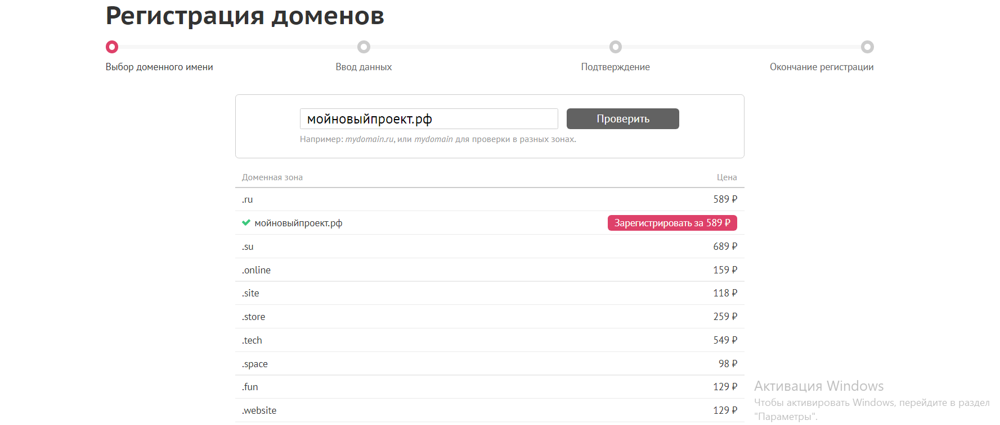 Регистрация доменов
Выбор доменного имени
Ввод данных
Подтверждение
Окончание регистрации
мойновыйпроект.рф
Проверить
Например: mydomain.ru, или mydomain для проверки в разных зонах.
Доменная зона Цена
.ru 589 ₽
мойновыйпроект.рф Зарегистрировать за 589 ₽
.su 689 ₽
.online 159 ₽
.site 118 ₽
.store 259 ₽
.tech 549 ₽
.space 98 ₽
.fun 129 ₽
.website 129 ₽
Активация Windows
Чтобы активировать Windows, перейдите в раздел
"Параметры".